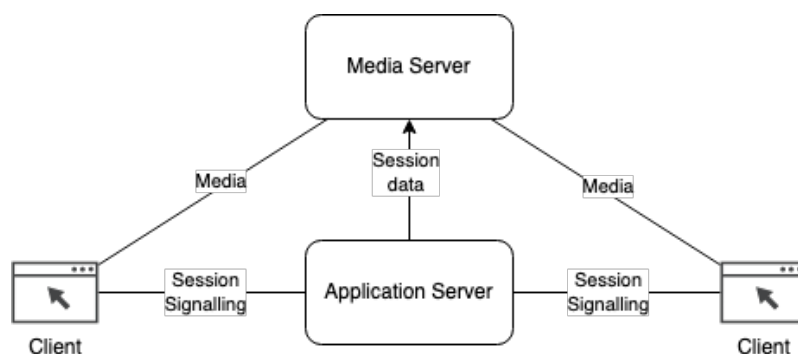 Media Server
Session
data
Media
Media
Session
Signalling
Application Server
Session
Signalling
Client
Client